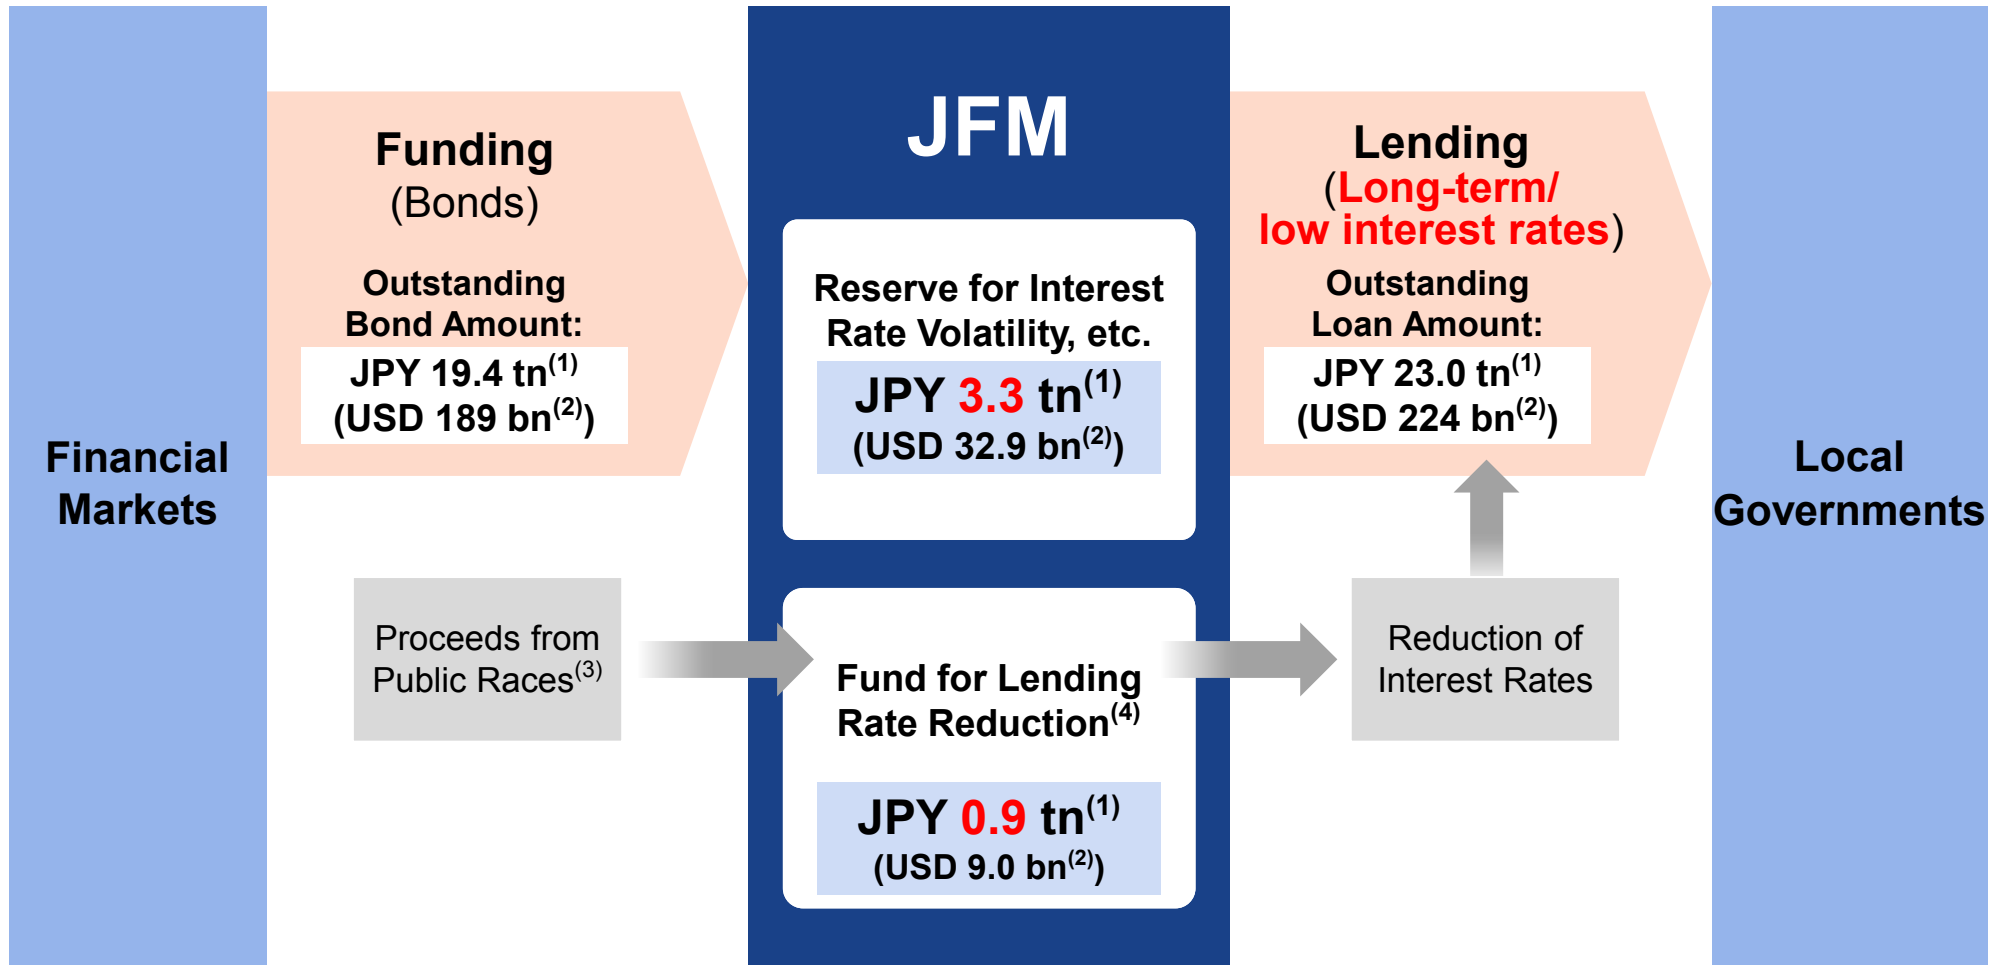 Financial
Markets
Funding
(Bonds)
Outstanding
Bond Amount:
JPY 19.4 tn(1)
(USD 189 bn(2))
Proceeds from
Public Races(3)
JFM
Reserve for Interest
Rate Volatility, etc.
JPY 3.3 tn(1)
(USD 32.9 bn(2))
Fund for Lending
Rate Reduction(4)
JPY 0.9 tn(1)
(USD 9.0 bn(2))
Lending
(Long-term/
low interest rates)
Outstanding
Loan Amount:
JPY 23.0 tn(1)
(USD 224 bn(2))
Reduction of
Interest Rates
Local
Governments